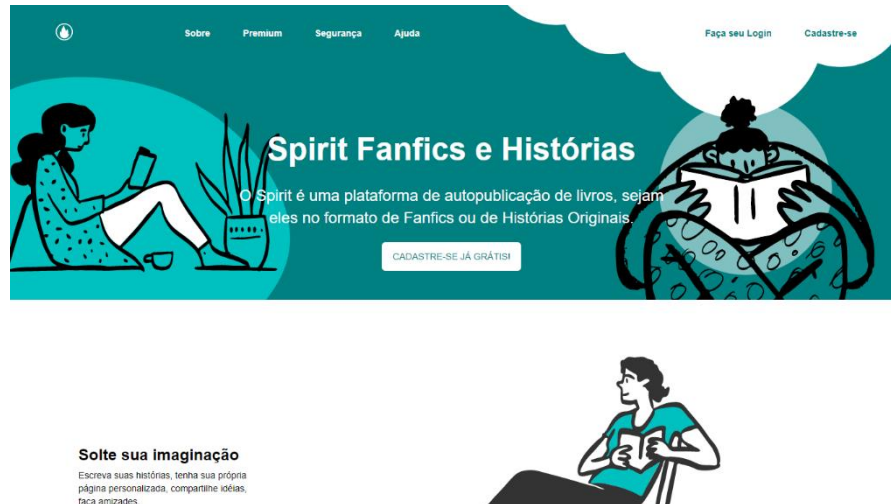 Sobre Premium Segurança Ajuda Faça seu Login Cadastre-se
Spirit Fanfics e Histórias
O Spirit é uma plataforma de autopublicação de livros, sejam
eles no formato de Fanfics ou de Histórias Originais.
CADASTRE-SE JÁ GRÁTIS!
Solte sua imaginação
Escreva suas histórias, tenha sua própria
página personalizada, compartilhe idéias,
faça amizades